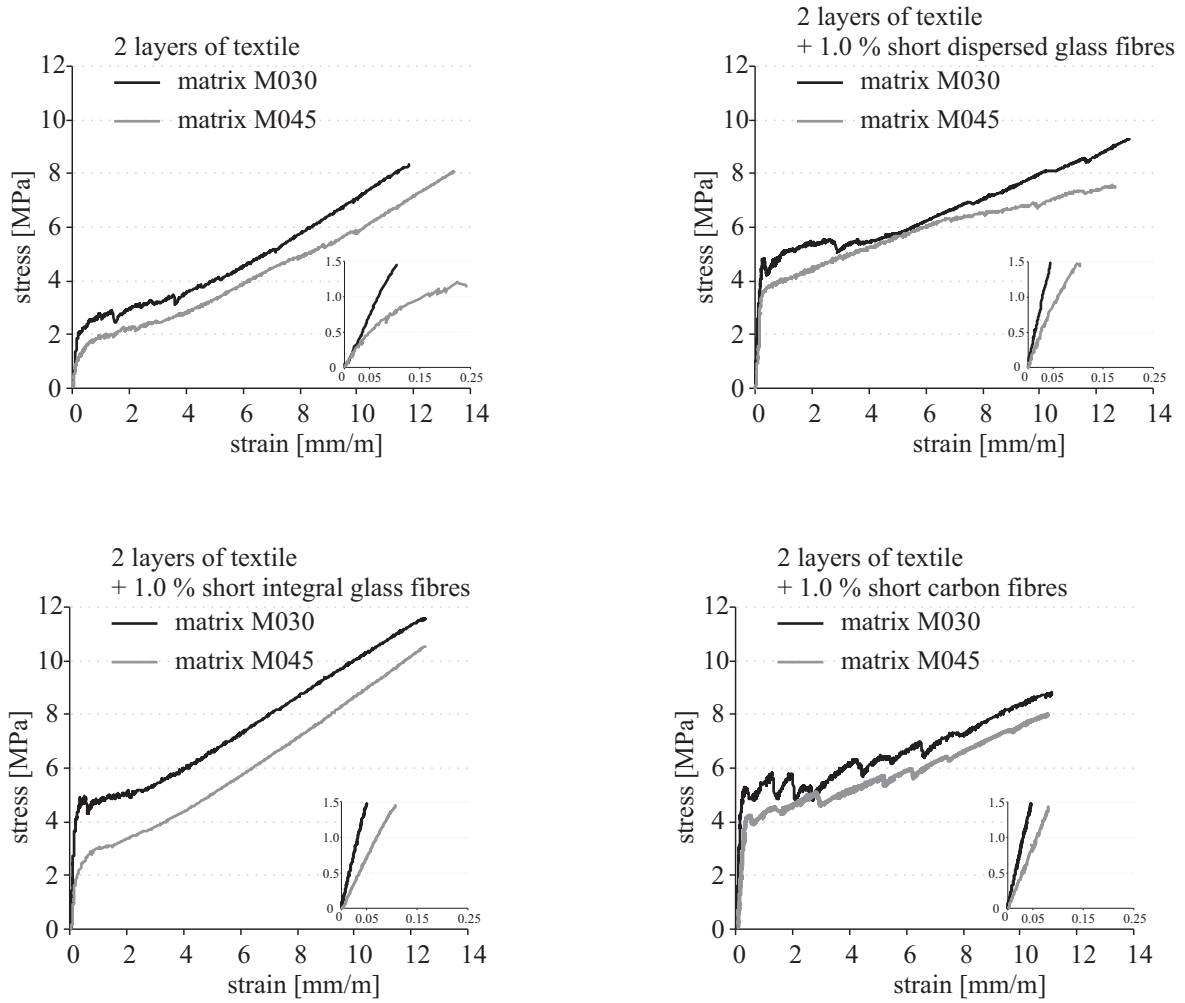 2 layers of textile
matrix M030
matrix M045
12
10
8
6
4
2
0
stress [MPa]
1.5
1.0
0.5
0
0.05 0.15 0.25
0 2 4 6 8 10 12 14
strain [mm/m]
2 layers of textile
+ 1.0 % short dispersed glass fibres
matrix M030
matrix M045
12
10
8
6
4
2
0
stress [MPa]
1.5
1.0
0.5
0
0.05 0.15 0.25
0 2 4 6 8 10 12 14
strain [mm/m]
2 layers of textile
+ 1.0 % short integral glass fibres
matrix M030
matrix M045
12
10
8
6
4
2
0
stress [MPa]
1.5
1.0
0.5
0
0.05 0.15 0.25
0 2 4 6 8 10 12 14
strain [mm/m]
2 layers of textile
+ 1.0 % short carbon fibres
matrix M030
matrix M045
12
10
8
6
4
2
0
stress [MPa]
1.5
1.0
0.5
0
0.05 0.15 0.25
0 2 4 6 8 10 12 14
strain [mm/m]